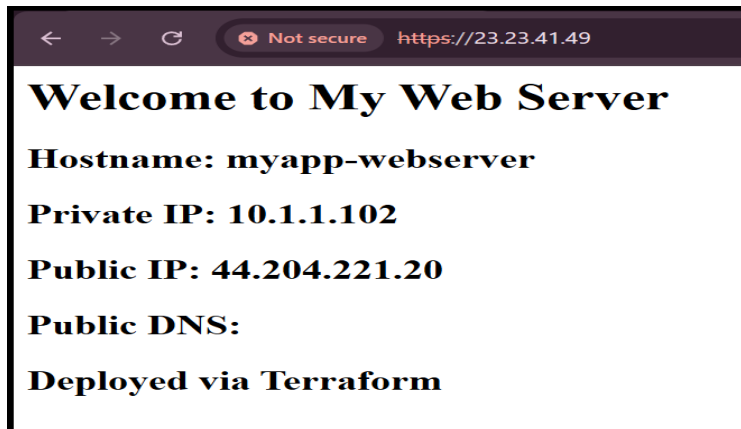 Not secure https://23.23.41.49
Welcome to My Web Server
Hostname: myapp-webserver
Private IP: 10.1.1.102
Public IP: 44.204.221.20
Public DNS:
Deployed via Terraform